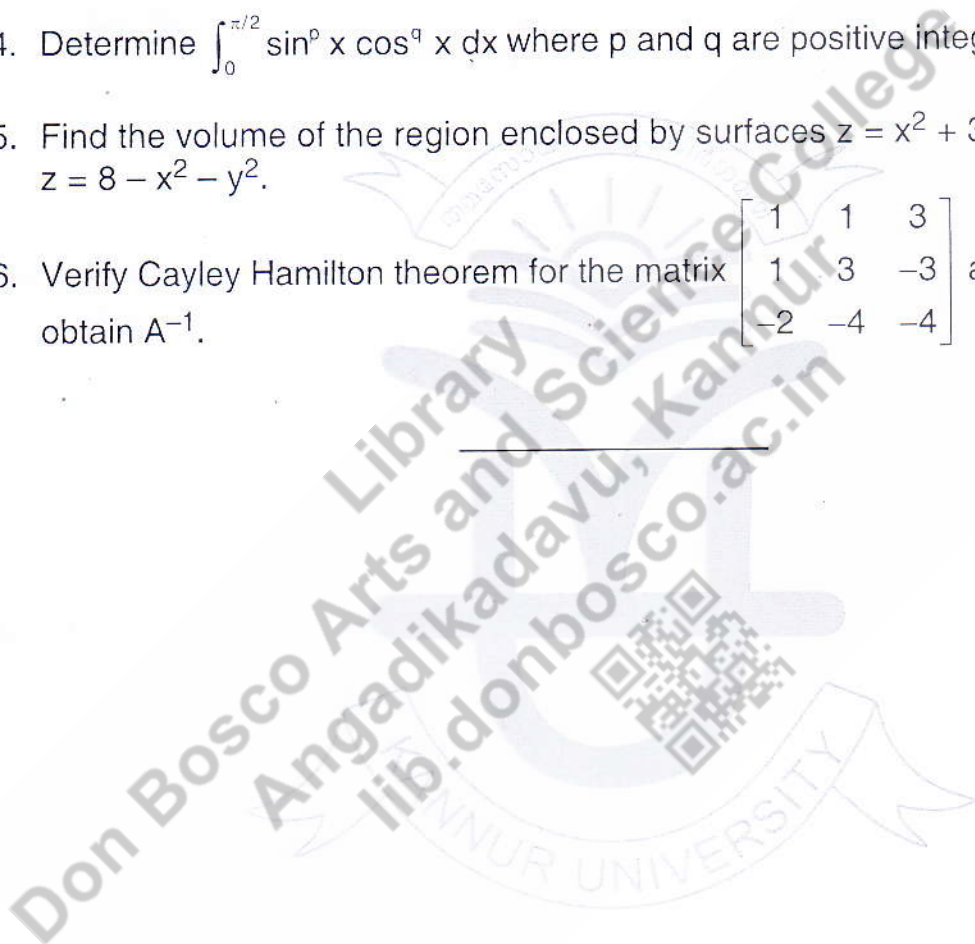 4. Determine ∫₀^{π/2} sin^p x cos^q x dx where p and q are positive integ
5. Find the volume of the region enclosed by surfaces z = x² + 3
z = 8 – x² – y².
6. Verify Cayley Hamilton theorem for the matrix [1 1 3; 1 3 –3; –2 –4 –4] a
obtain A⁻¹.
Library
Don Bosco Arts and Science College
Angadikadavu, Kannur
lib.donbosco.ac.in
KANNUR UNIVERSITY